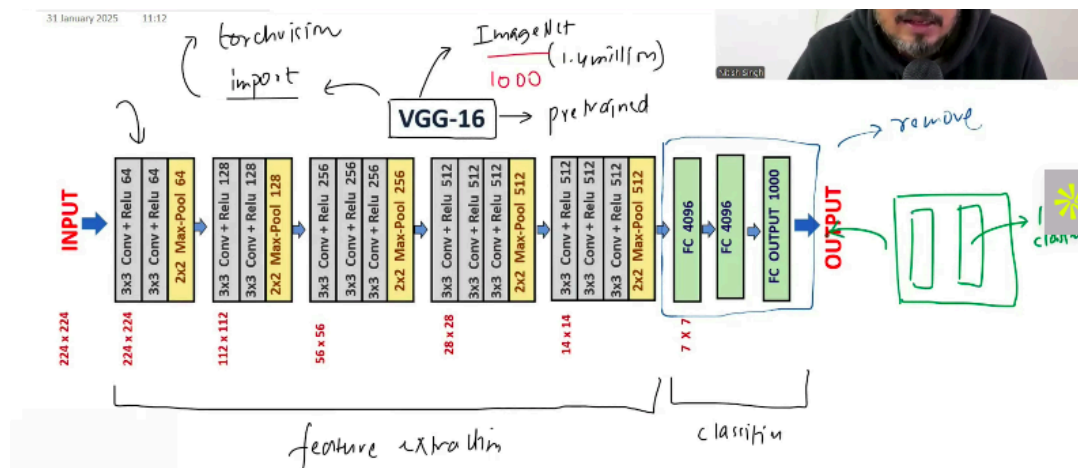 31 January 2025 11:12
torchvision
import
ImageNet
(1.4 million)
1000
VGG-16
pretrained
remove
Nitish Singh
INPUT
3x3 Conv + Relu 64
3x3 Conv + Relu 64
2x2 Max-Pool 64
3x3 Conv + Relu 128
3x3 Conv + Relu 128
2x2 Max-Pool 128
3x3 Conv + Relu 256
3x3 Conv + Relu 256
3x3 Conv + Relu 256
2x2 Max-Pool 256
3x3 Conv + Relu 512
3x3 Conv + Relu 512
3x3 Conv + Relu 512
2x2 Max-Pool 512
3x3 Conv + Relu 512
3x3 Conv + Relu 512
3x3 Conv + Relu 512
2x2 Max-Pool 512
FC 4096
FC 4096
FC OUTPUT 1000
OUTPUT
224 x 224
224 x 224
112 x 112
56 x 56
28 x 28
14 x 14
7 X 7
feature extraction